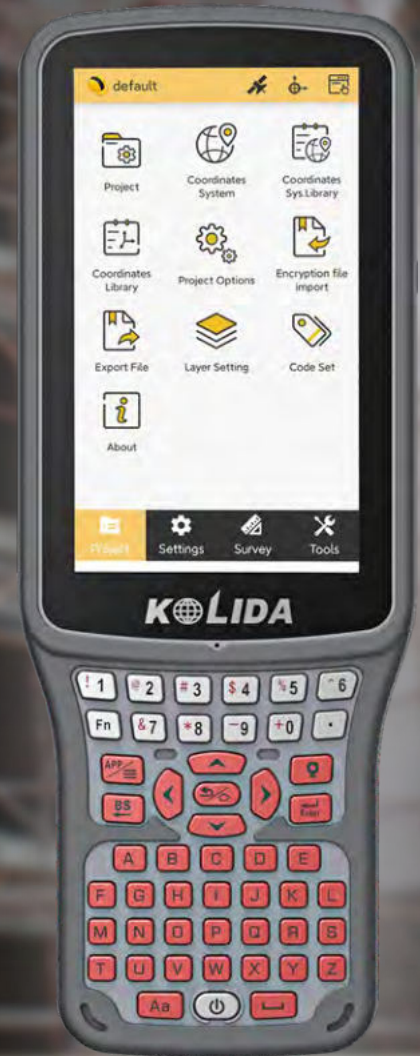 default
Project
Coordinates
System
Coordinates
Sys.Library
Coordinates
Library
Project Options
Encryption file
import
Export File
Layer Setting
Code Set
About
Project Settings Survey Tools
KOLIDA
! 1 @ 2 # 3 $ 4 % 5 ^ 6
Fn & 7 * 8 - 9 + 0 .
APP
BS Enter
A B C D E
F G H I J K L
M N O P Q R S
T U V W X Y Z
Aa